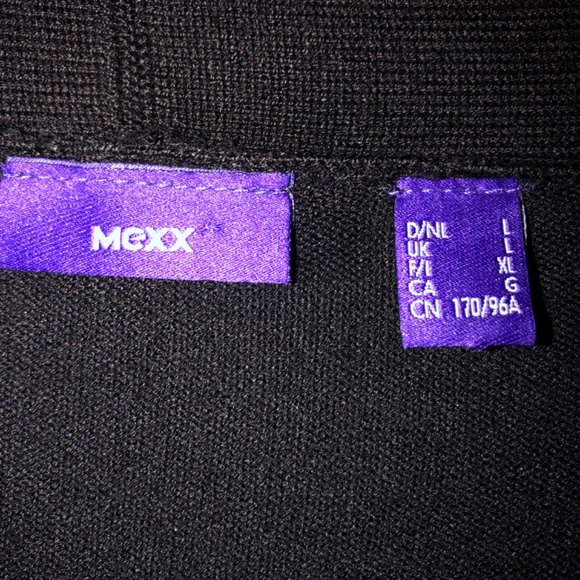 Mexx
D/NL L
UK L
F/I XL
CA G
CN 170/96A